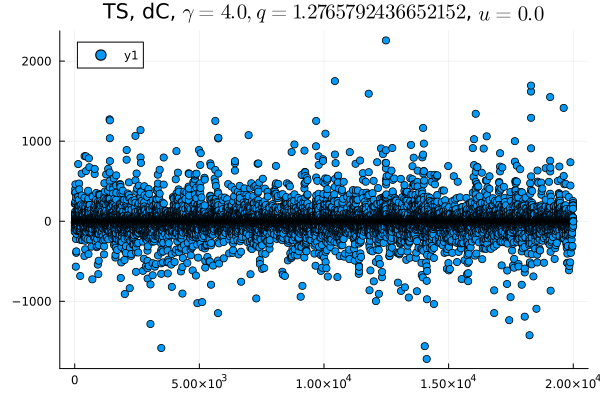 TS, dC, γ = 4.0, q = 1.2765792436652152, u = 0.0
y1
2000
1000
0
−1000
0 5.00×10³ 1.00×10⁴ 1.50×10⁴ 2.00×10⁴